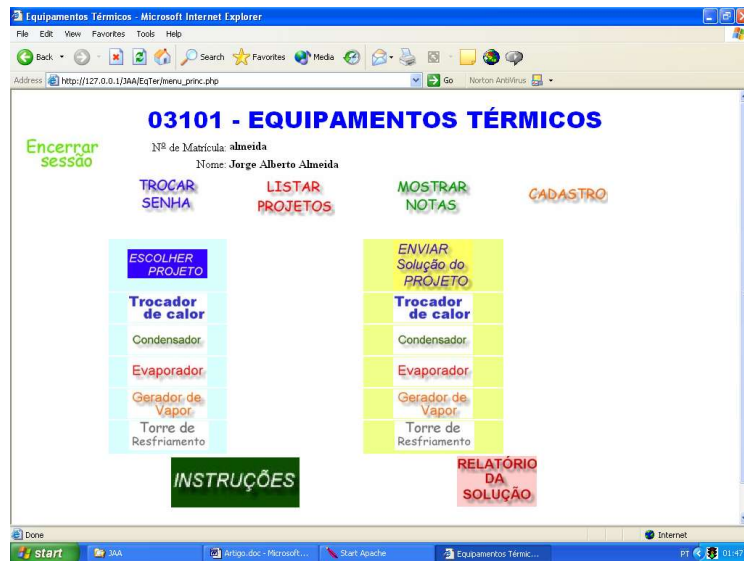 Equipamentos Térmicos - Microsoft Internet Explorer
File Edit View Favorites Tools Help
Back Search Favorites Media
Address http://127.0.0.1/JAA/EqTer/menu_princ.php Go Norton AntiVirus
03101 - EQUIPAMENTOS TÉRMICOS
Encerrar
sessão
Nº de Matrícula: almeida
Nome: Jorge Alberto Almeida
TROCAR
SENHA
LISTAR
PROJETOS
MOSTRAR
NOTAS
CADASTRO
ESCOLHER
PROJETO
Trocador
de calor
Condensador
Evaporador
Gerador de
Vapor
Torre de
Resfriamento
ENVIAR
Solução do
PROJETO
Trocador
de calor
Condensador
Evaporador
Gerador de
Vapor
Torre de
Resfriamento
INSTRUÇÕES
RELATÓRIO
DA
SOLUÇÃO
Done Internet
start JAA Artigo.doc - Microsoft... Start Apache Equipamentos Térmic... PT 01:47